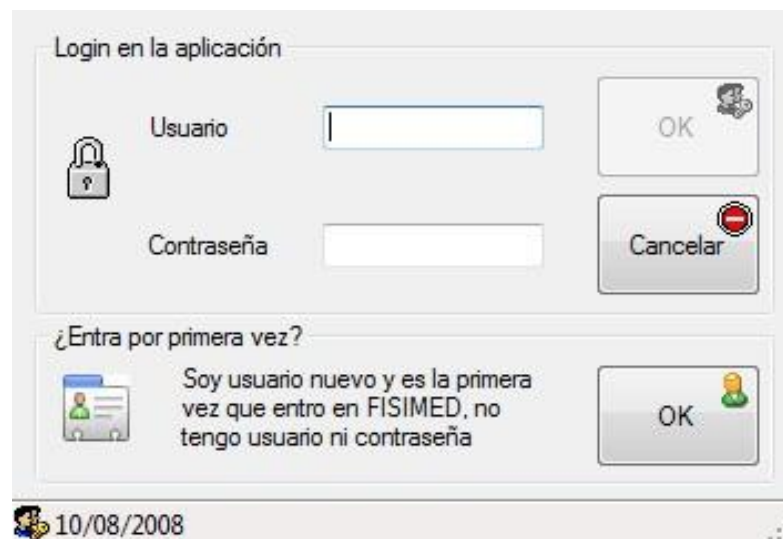 Login en la aplicación
Usuario
OK
Contraseña
Cancelar
¿Entra por primera vez?
Soy usuario nuevo y es la primera
vez que entro en FISIMED, no
tengo usuario ni contraseña
OK
10/08/2008